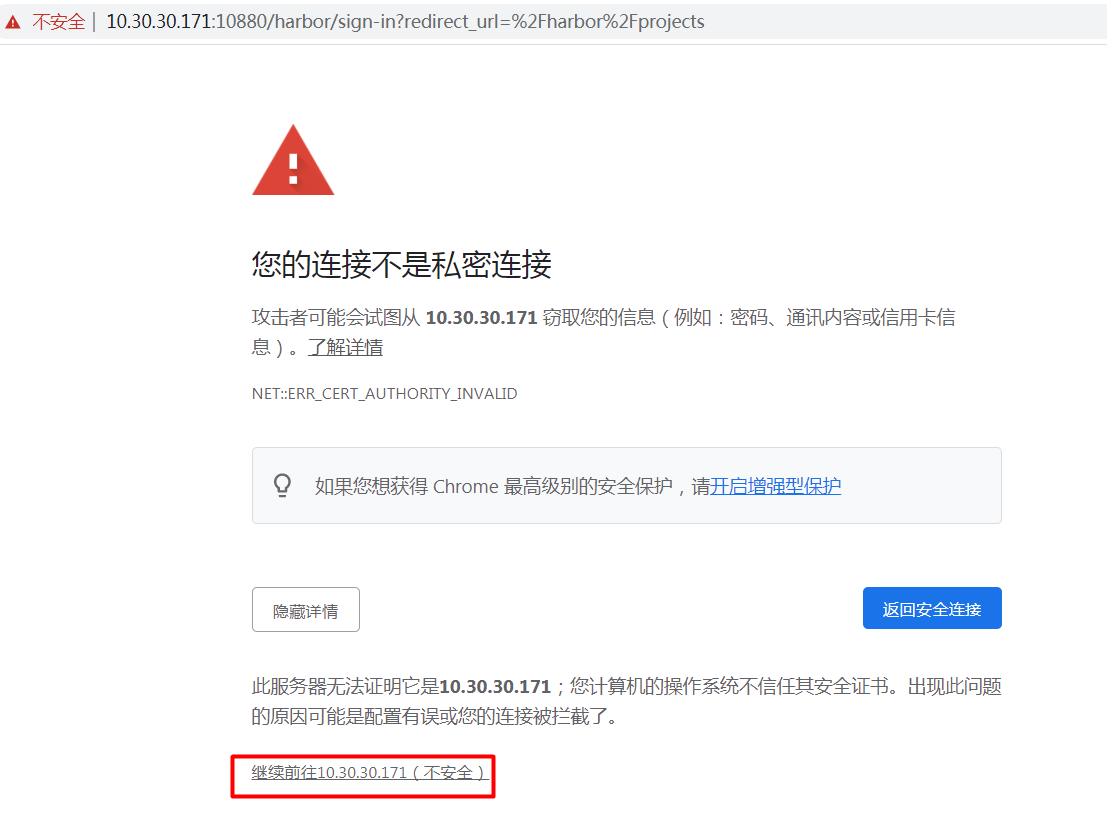 不安全 | 10.30.30.171:10880/harbor/sign-in?redirect_url=%2Fharbor%2Fprojects
您的连接不是私密连接
攻击者可能会试图从 10.30.30.171 窃取您的信息（例如：密码、通讯内容或信用卡信
息）。了解详情
NET::ERR_CERT_AUTHORITY_INVALID
如果您想获得 Chrome 最高级别的安全保护，请开启增强型保护
隐藏详情
返回安全连接
此服务器无法证明它是10.30.30.171；您计算机的操作系统不信任其安全证书。出现此问题
的原因可能是配置有误或您的连接被拦截了。
继续前往10.30.30.171（不安全）